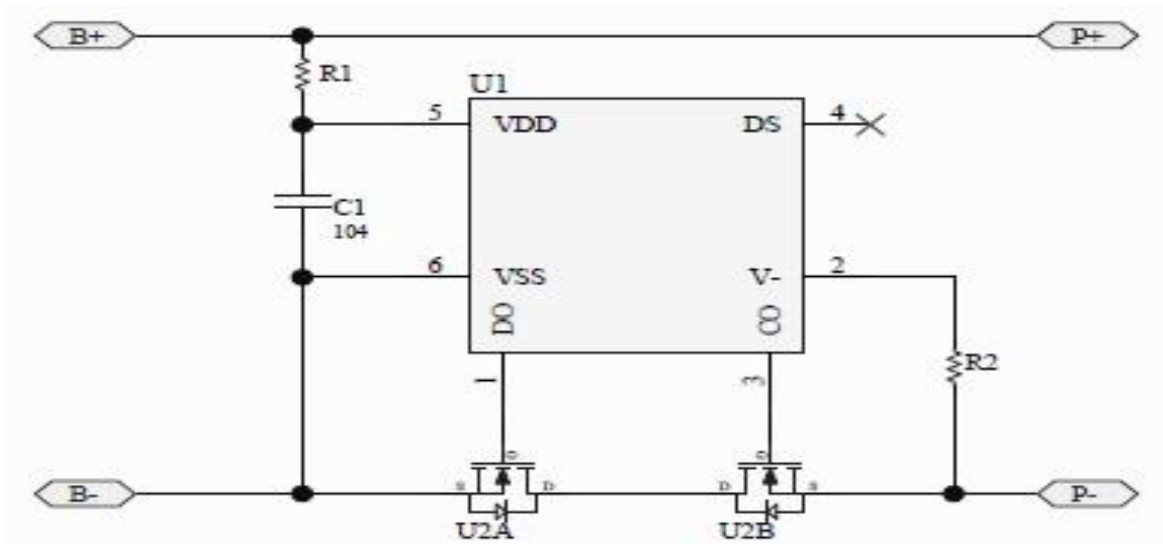 B+
P+
R1
U1
5
VDD
DS
4
C1
104
6
VSS
V-
2
DO
CO
1
3
R2
G
G
B-
S
D
D
S
P-
U2A
U2B